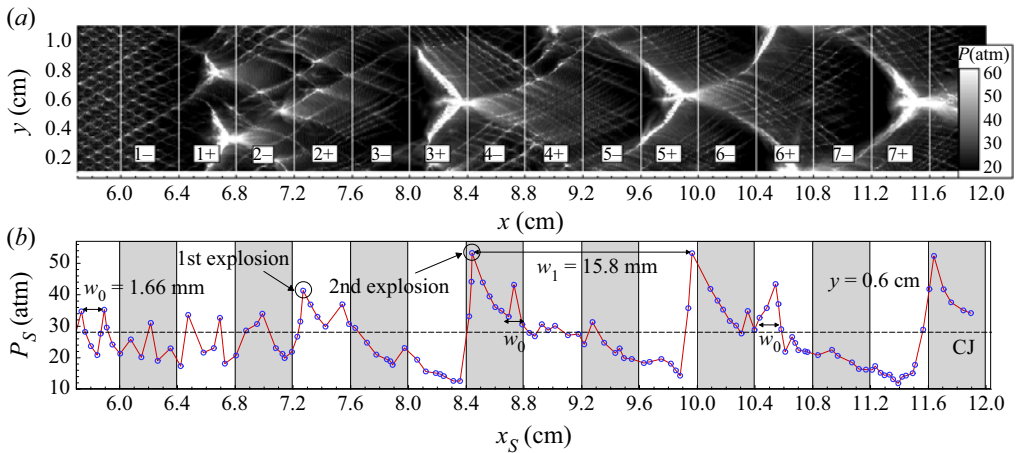 (a)
1.0
0.8
0.6
0.4
0.2
y (cm)
P(atm)
60
50
40
30
20
1– 1+ 2– 2+ 3– 3+ 4– 4+ 5– 5+ 6– 6+ 7– 7+
6.0 6.4 6.8 7.2 7.6 8.0 8.4 8.8 9.2 9.6 10.0 10.4 10.8 11.2 11.6 12.0
x (cm)
(b)
50
40
30
20
10
P_S (atm)
w_0 = 1.66 mm
1st explosion
2nd explosion
w_1 = 15.8 mm
y = 0.6 cm
w_0
w_0
CJ
6.0 6.4 6.8 7.2 7.6 8.0 8.4 8.8 9.2 9.6 10.0 10.4 10.8 11.2 11.6 12.0
x_S (cm)